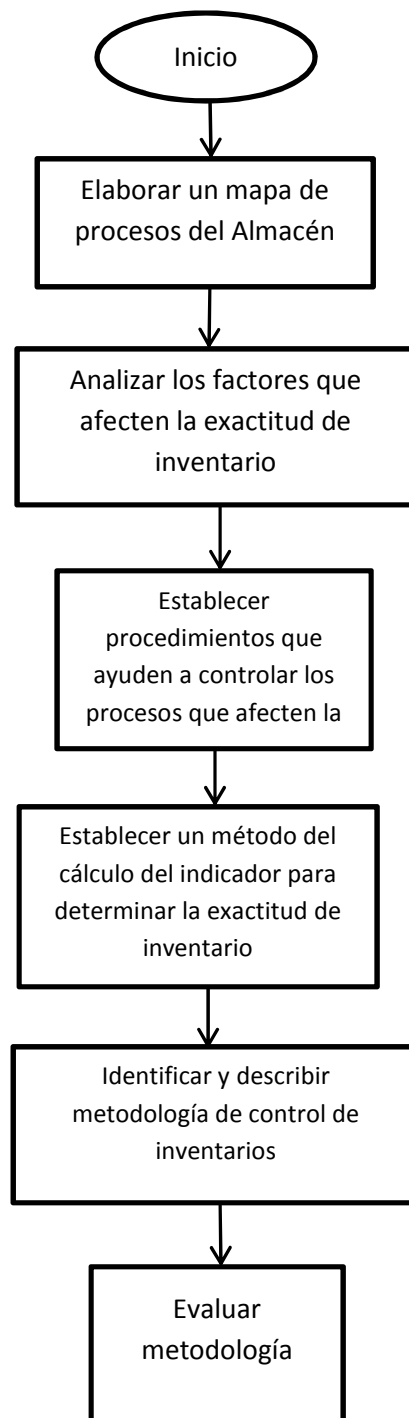 Inicio
Elaborar un mapa de
procesos del Almacén
Analizar los factores que
afecten la exactitud de
inventario
Establecer
procedimientos que
ayuden a controlar los
procesos que afecten la
Establecer un método del
cálculo del indicador para
determinar la exactitud de
inventario
Identificar y describir
metodología de control de
inventarios
Evaluar
metodología